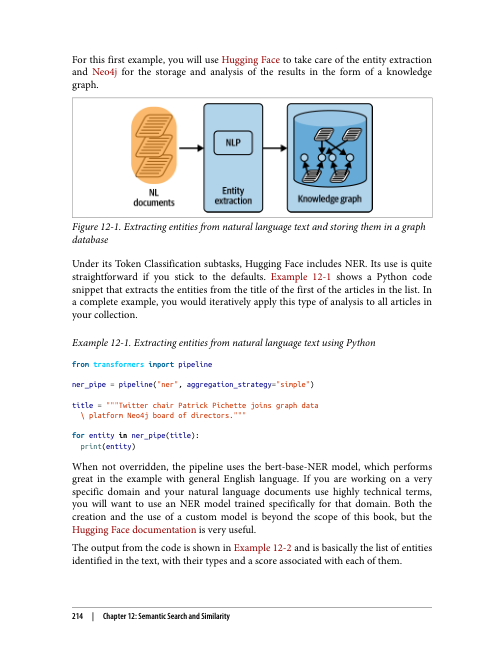 For this first example, you will use Hugging Face to take care of the entity extraction
and Neo4j for the storage and analysis of the results in the form of a knowledge
graph.
NL
documents
NLP
Entity
extraction
Knowledge graph
Figure 12-1. Extracting entities from natural language text and storing them in a graph
database
Under its Token Classification subtasks, Hugging Face includes NER. Its use is quite
straightforward if you stick to the defaults. Example 12-1 shows a Python code
snippet that extracts the entities from the title of the first of the articles in the list. In
a complete example, you would iteratively apply this type of analysis to all articles in
your collection.
Example 12-1. Extracting entities from natural language text using Python
from transformers import pipeline
ner_pipe = pipeline("ner", aggregation_strategy="simple")
title = """Twitter chair Patrick Pichette joins graph data
\ platform Neo4j board of directors."""
for entity in ner_pipe(title):
print(entity)
When not overridden, the pipeline uses the bert-base-NER model, which performs
great in the example with general English language. If you are working on a very
specific domain and your natural language documents use highly technical terms,
you will want to use an NER model trained specifically for that domain. Both the
creation and the use of a custom model is beyond the scope of this book, but the
Hugging Face documentation is very useful.
The output from the code is shown in Example 12-2 and is basically the list of entities
identified in the text, with their types and a score associated with each of them.
214 | Chapter 12: Semantic Search and Similarity